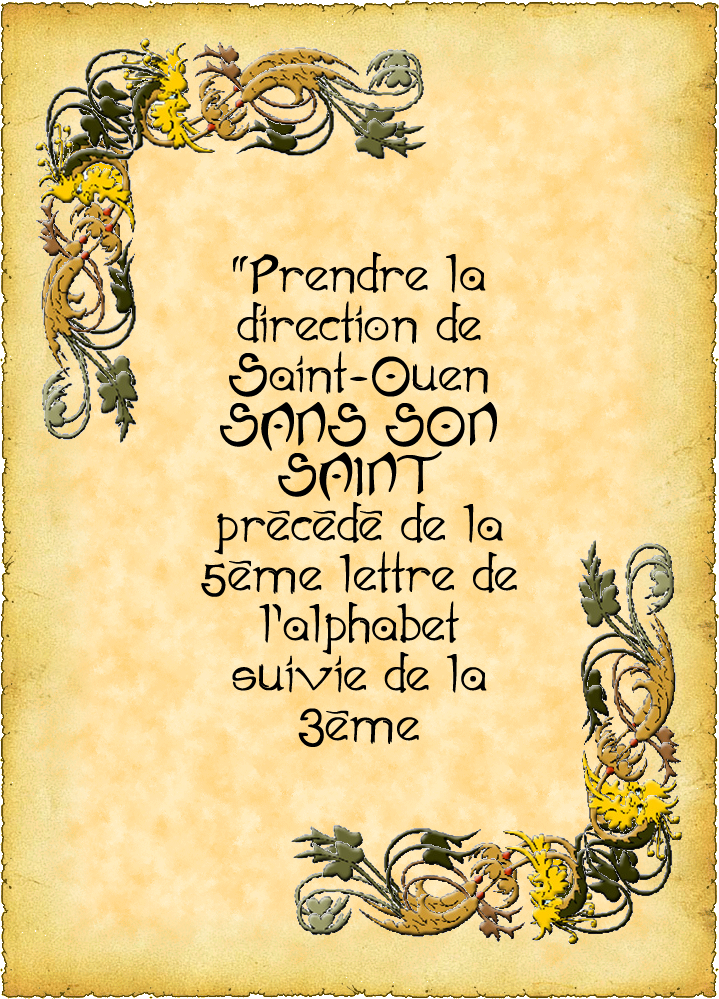 "Prendre la
direction de
Saint-Ouen
SANS SON
SAINT
précédé de la
5ème lettre de
l'alphabet
suivie de la
3ème